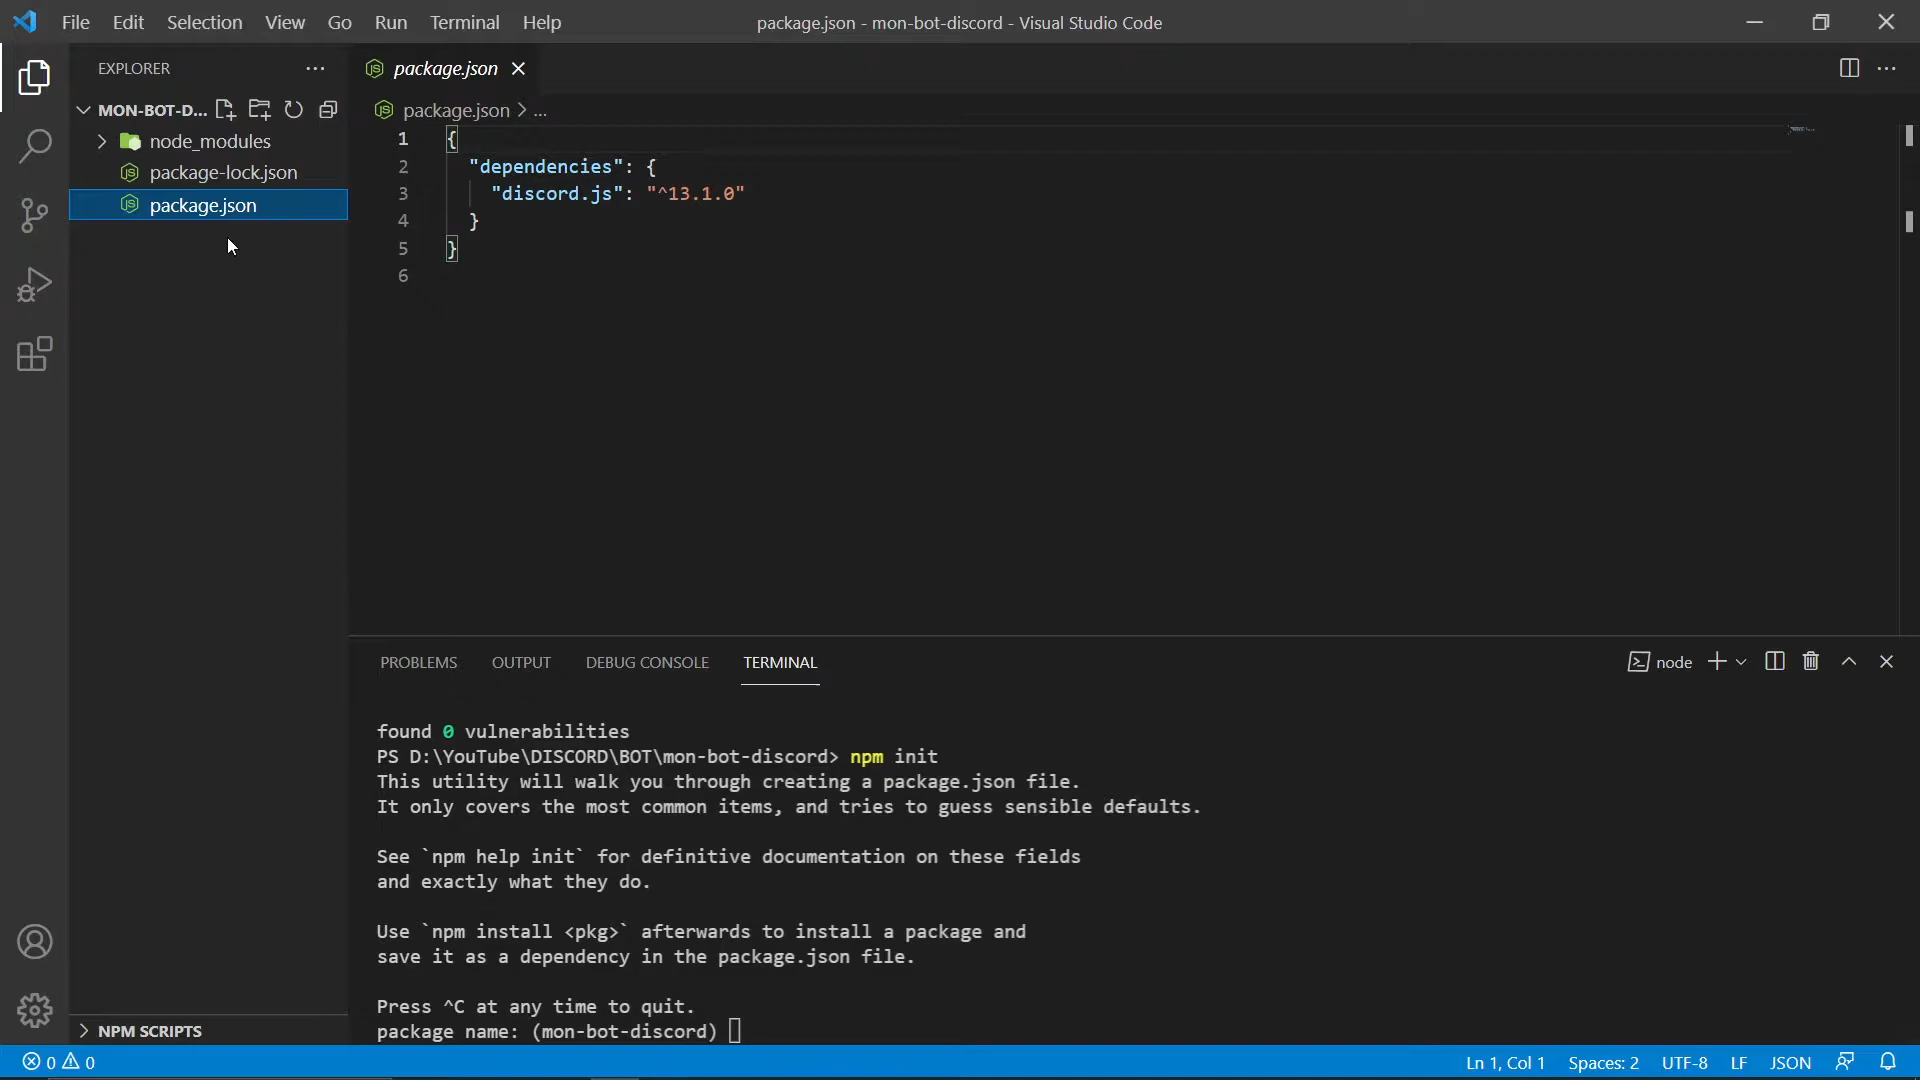 File Edit Selection View Go Run Terminal Help
package.json - mon-bot-discord - Visual Studio Code
EXPLORER
MON-BOT-D...
node_modules
package-lock.json
package.json
NPM SCRIPTS
package.json
package.json > ...
1 {
2 "dependencies": {
3 "discord.js": "^13.1.0"
4 }
5 }
6
PROBLEMS OUTPUT DEBUG CONSOLE TERMINAL
node
found 0 vulnerabilities
PS D:\YouTube\DISCORD\BOT\mon-bot-discord> npm init
This utility will walk you through creating a package.json file.
It only covers the most common items, and tries to guess sensible defaults.
See `npm help init` for definitive documentation on these fields
and exactly what they do.
Use `npm install <pkg>` afterwards to install a package and
save it as a dependency in the package.json file.
Press ^C at any time to quit.
package name: (mon-bot-discord)
0 0
Ln 1, Col 1 Spaces: 2 UTF-8 LF JSON